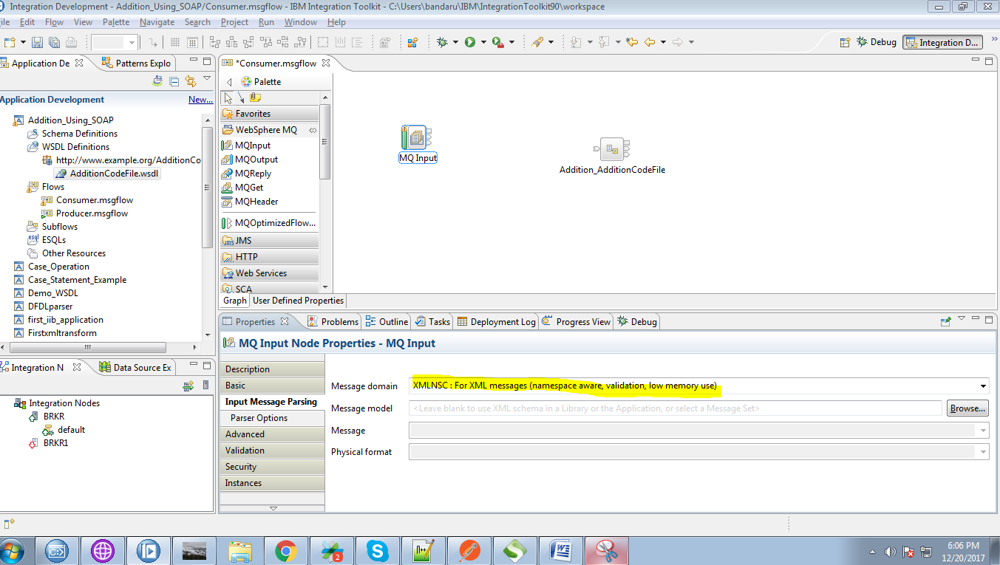 Integration Development - Addition_Using_SOAP/Consumer.msgflow - IBM Integration Toolkit - C:\Users\bandaru\IBM\IntegrationToolkit90\workspace
ile Edit Flow View Palette Navigate Search Project Run Window Help
Debug
Integration D...
Application De
Patterns Explo
Application Development
New...
Addition_Using_SOAP
Schema Definitions
WSDL Definitions
http://www.example.org/AdditionCo
AdditionCodeFile.wsdl
Flows
Consumer.msgflow
Producer.msgflow
Subflows
ESQLs
Other Resources
Case_Operation
Case_Statement_Example
Demo_WSDL
DFDLparser
first_iib_application
Firstxmltransform
*Consumer.msgflow
Palette
Favorites
WebSphere MQ
MQInput
MQOutput
MQReply
MQGet
MQHeader
MQOptimizedFlow...
JMS
HTTP
Web Services
SCA
MQ Input
Addition_AdditionCodeFile
Graph User Defined Properties
Integration N
Data Source Ex
Integration Nodes
BRKR
default
BRKR1
Properties Problems Outline Tasks Deployment Log Progress View Debug
MQ Input Node Properties - MQ Input
Description
Basic
Input Message Parsing
Parser Options
Advanced
Validation
Security
Instances
Message domain XMLNSC : For XML messages (namespace aware, validation, low memory use)
Message model <Leave blank to use XML schema in a Library or the Application, or select a Message Set> Browse...
Message
Physical format
2
6:06 PM
12/20/2017